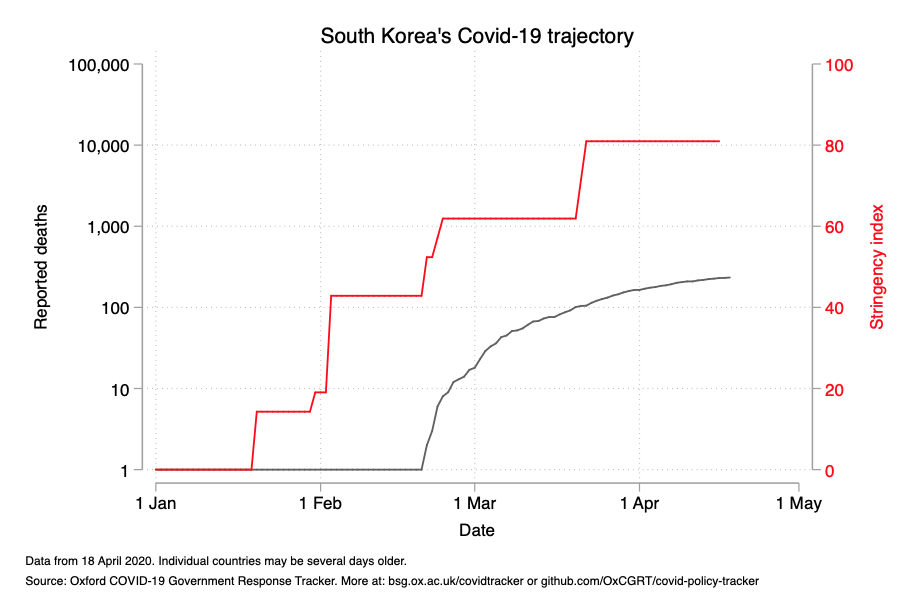 South Korea's Covid-19 trajectory
100,000
10,000
1,000
100
10
1
Reported deaths
100
80
60
40
20
0
Stringency index
1 Jan
1 Feb
1 Mar
1 Apr
1 May
Date
Data from 18 April 2020. Individual countries may be several days older.
Source: Oxford COVID-19 Government Response Tracker. More at: bsg.ox.ac.uk/covidtracker or github.com/OxCGRT/covid-policy-tracker